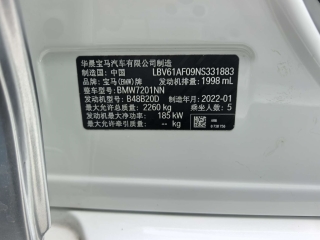 华晨宝马汽车有限公司制造
制造国：中国 LBV61AF09NS331883
品牌：宝马(BMW)牌 发动机排量：1998 mL
整车型号：BMW7201NN
发动机型号：B48B20D 制造年月：2022-01
最大允许总质量：2260 kg 乘坐人数：5
发动机最大净功率：185 kW
最大允许牵引质量：-- kg